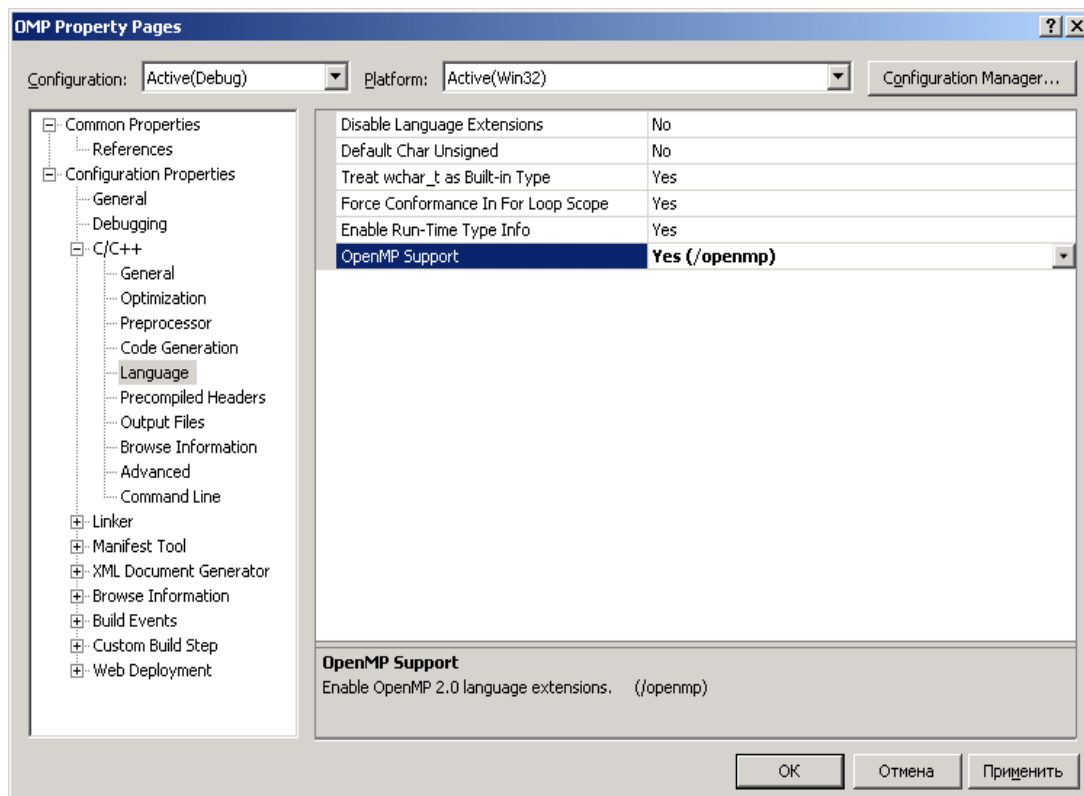 OMP Property Pages
Configuration: Active(Debug) Platform: Active(Win32) Configuration Manager...
Common Properties
References
Configuration Properties
General
Debugging
C/C++
General
Optimization
Preprocessor
Code Generation
Language
Precompiled Headers
Output Files
Browse Information
Advanced
Command Line
Linker
Manifest Tool
XML Document Generator
Browse Information
Build Events
Custom Build Step
Web Deployment
Disable Language Extensions No
Default Char Unsigned No
Treat wchar_t as Built-in Type Yes
Force Conformance In For Loop Scope Yes
Enable Run-Time Type Info Yes
OpenMP Support Yes (/openmp)
OpenMP Support
Enable OpenMP 2.0 language extensions. (/openmp)
OK Отмена Применить